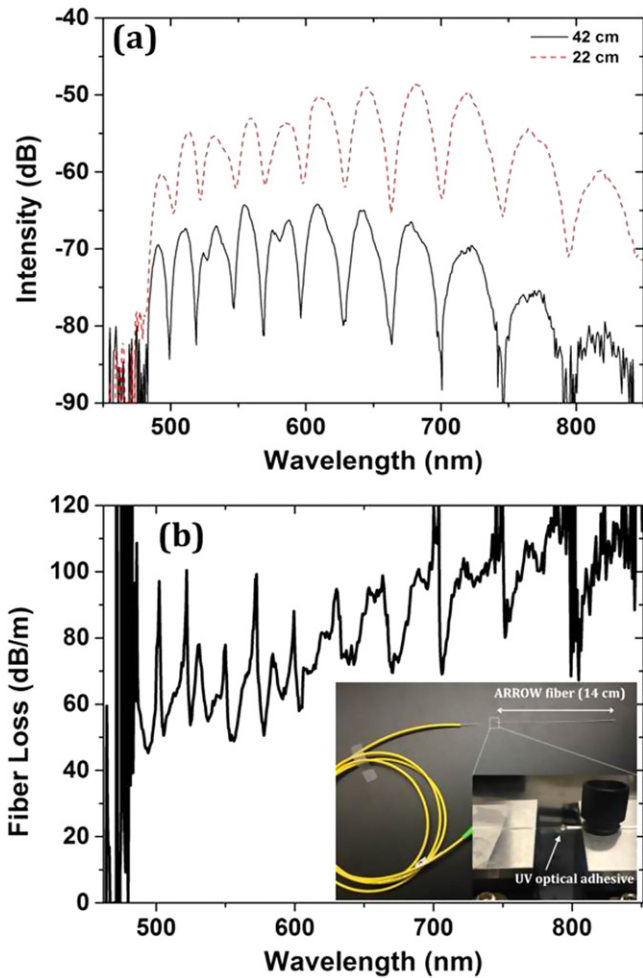 -40
(a)
42 cm
22 cm
-50
-60
-70
-80
-90
Intensity (dB)
500
600
700
800
Wavelength (nm)
120
(b)
100
80
60
40
20
0
Fiber Loss (dB/m)
ARROW fiber (14 cm)
UV optical adhesive
500
600
700
800
Wavelength (nm)